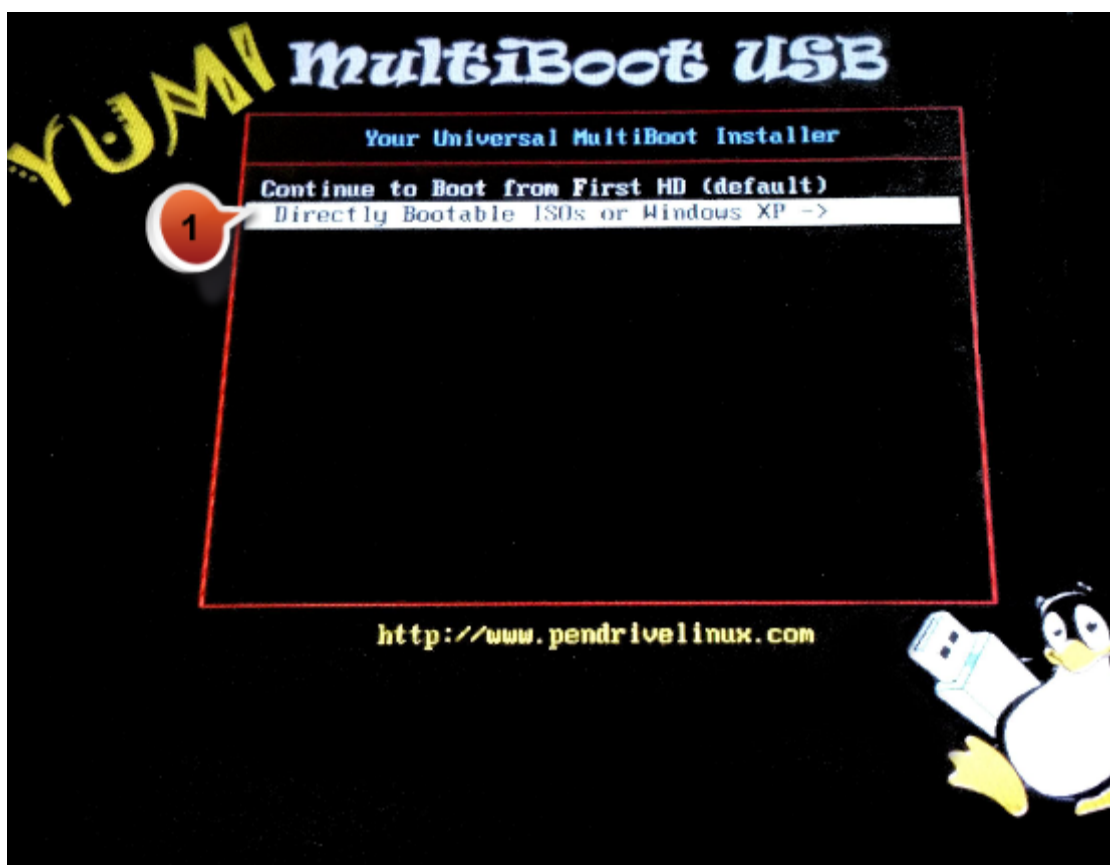 YUMI MultiBoot USB
Your Universal MultiBoot Installer
Continue to Boot from First HD (default)
Directly Bootable ISOs or Windows XP ->
1
http://www.pendrivelinux.com